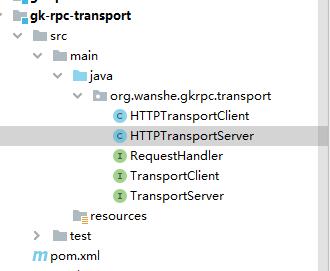 gk-rpc-transport
src
main
java
org.wanshe.gkrpc.transport
HTTPTransportClient
HTTPTransportServer
RequestHandler
TransportClient
TransportServer
resources
test
pom.xml